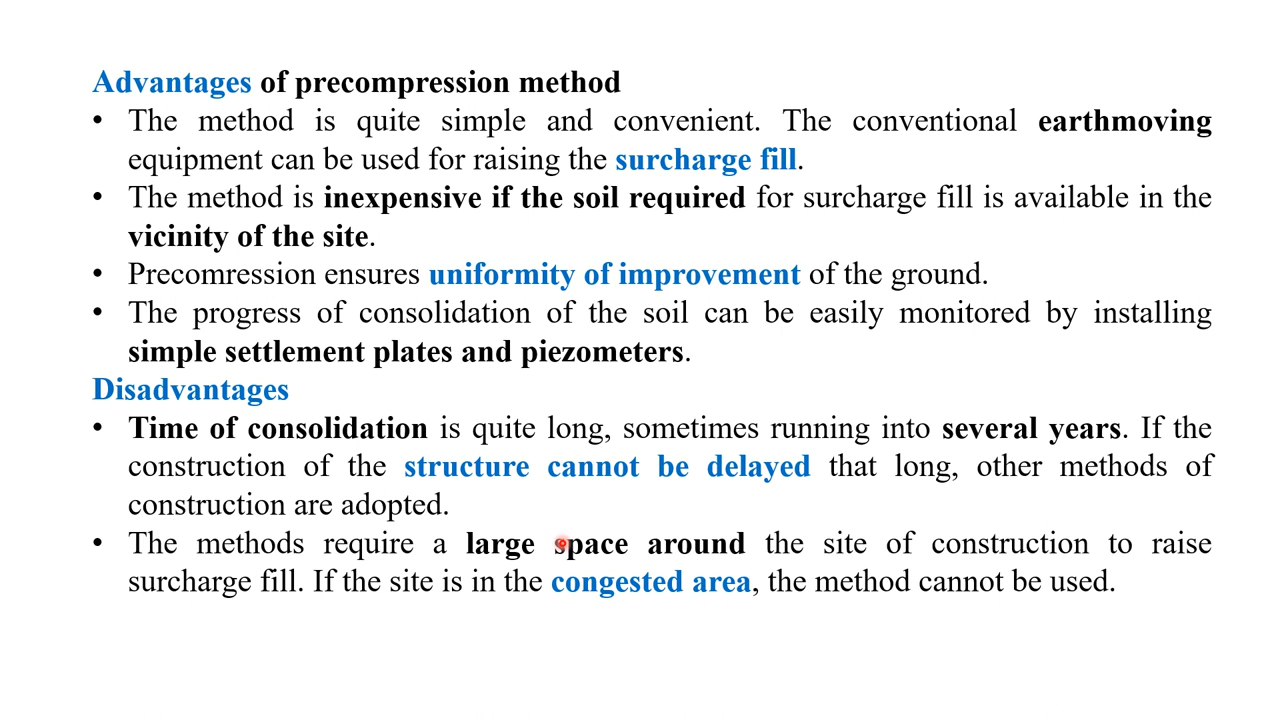 Advantages of precompression method
• The method is quite simple and convenient. The conventional earthmoving
equipment can be used for raising the surcharge fill.
• The method is inexpensive if the soil required for surcharge fill is available in the
vicinity of the site.
• Precomression ensures uniformity of improvement of the ground.
• The progress of consolidation of the soil can be easily monitored by installing
simple settlement plates and piezometers.
Disadvantages
• Time of consolidation is quite long, sometimes running into several years. If the
construction of the structure cannot be delayed that long, other methods of
construction are adopted.
• The methods require a large space around the site of construction to raise
surcharge fill. If the site is in the congested area, the method cannot be used.